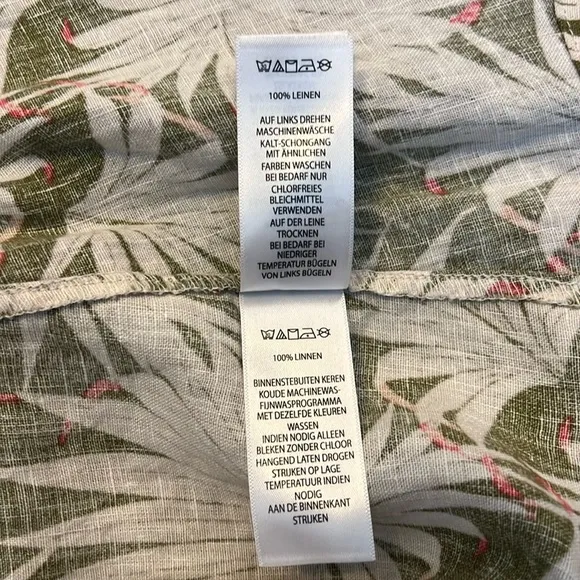 100% LEINEN
AUF LINKS DREHEN
MASCHINENWÄSCHE
KALT-SCHONGANG
MIT ÄHNLICHEN
FARBEN WASCHEN
BEI BEDARF NUR
CHLORFREIES
BLEICHMITTEL
VERWENDEN
AUF DER LEINE
TROCKNEN
BEI BEDARF BEI
NIEDRIGER
TEMPERATUR BÜGELN
VON LINKS BÜGELN
100% LINNEN
BINNENSTEBUITEN KEREN
KOUDE MACHINEWAS-
FIJNWASPROGRAMMA
MET DEZELFDE KLEUREN
WASSEN
INDIEN NODIG ALLEEN
BLEKEN ZONDER CHLOOR
HANGEND LATEN DROGEN
STRIJKEN OP LAGE
TEMPERATUUR INDIEN
NODIG
AAN DE BINNENKANT
STRIJKEN